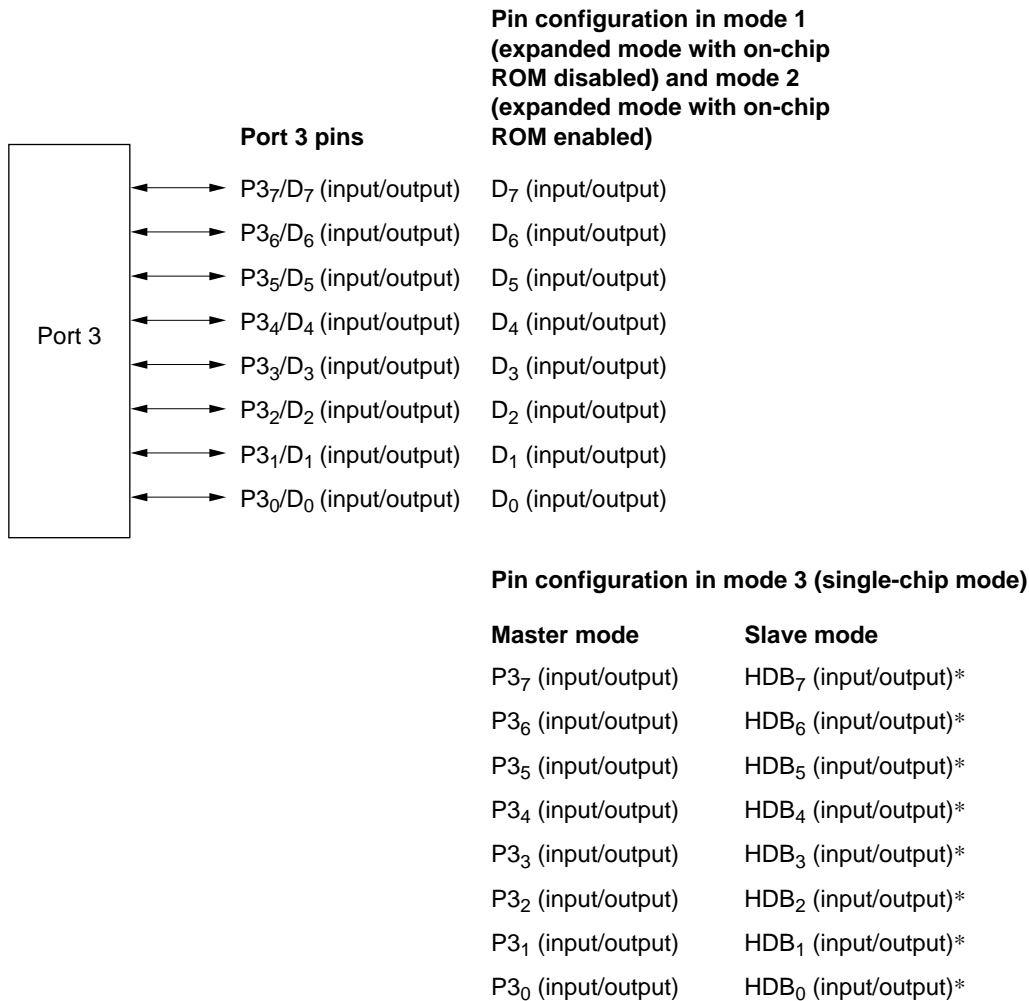 Pin configuration in mode 1
(expanded mode with on-chip
ROM disabled) and mode 2
(expanded mode with on-chip
Port 3 pins ROM enabled)
P3₇/D₇ (input/output) D₇ (input/output)
P3₆/D₆ (input/output) D₆ (input/output)
P3₅/D₅ (input/output) D₅ (input/output)
Port 3 P3₄/D₄ (input/output) D₄ (input/output)
P3₃/D₃ (input/output) D₃ (input/output)
P3₂/D₂ (input/output) D₂ (input/output)
P3₁/D₁ (input/output) D₁ (input/output)
P3₀/D₀ (input/output) D₀ (input/output)
Pin configuration in mode 3 (single-chip mode)
Master mode Slave mode
P3₇ (input/output) HDB₇ (input/output)*
P3₆ (input/output) HDB₆ (input/output)*
P3₅ (input/output) HDB₅ (input/output)*
P3₄ (input/output) HDB₄ (input/output)*
P3₃ (input/output) HDB₃ (input/output)*
P3₂ (input/output) HDB₂ (input/output)*
P3₁ (input/output) HDB₁ (input/output)*
P3₀ (input/output) HDB₀ (input/output)*